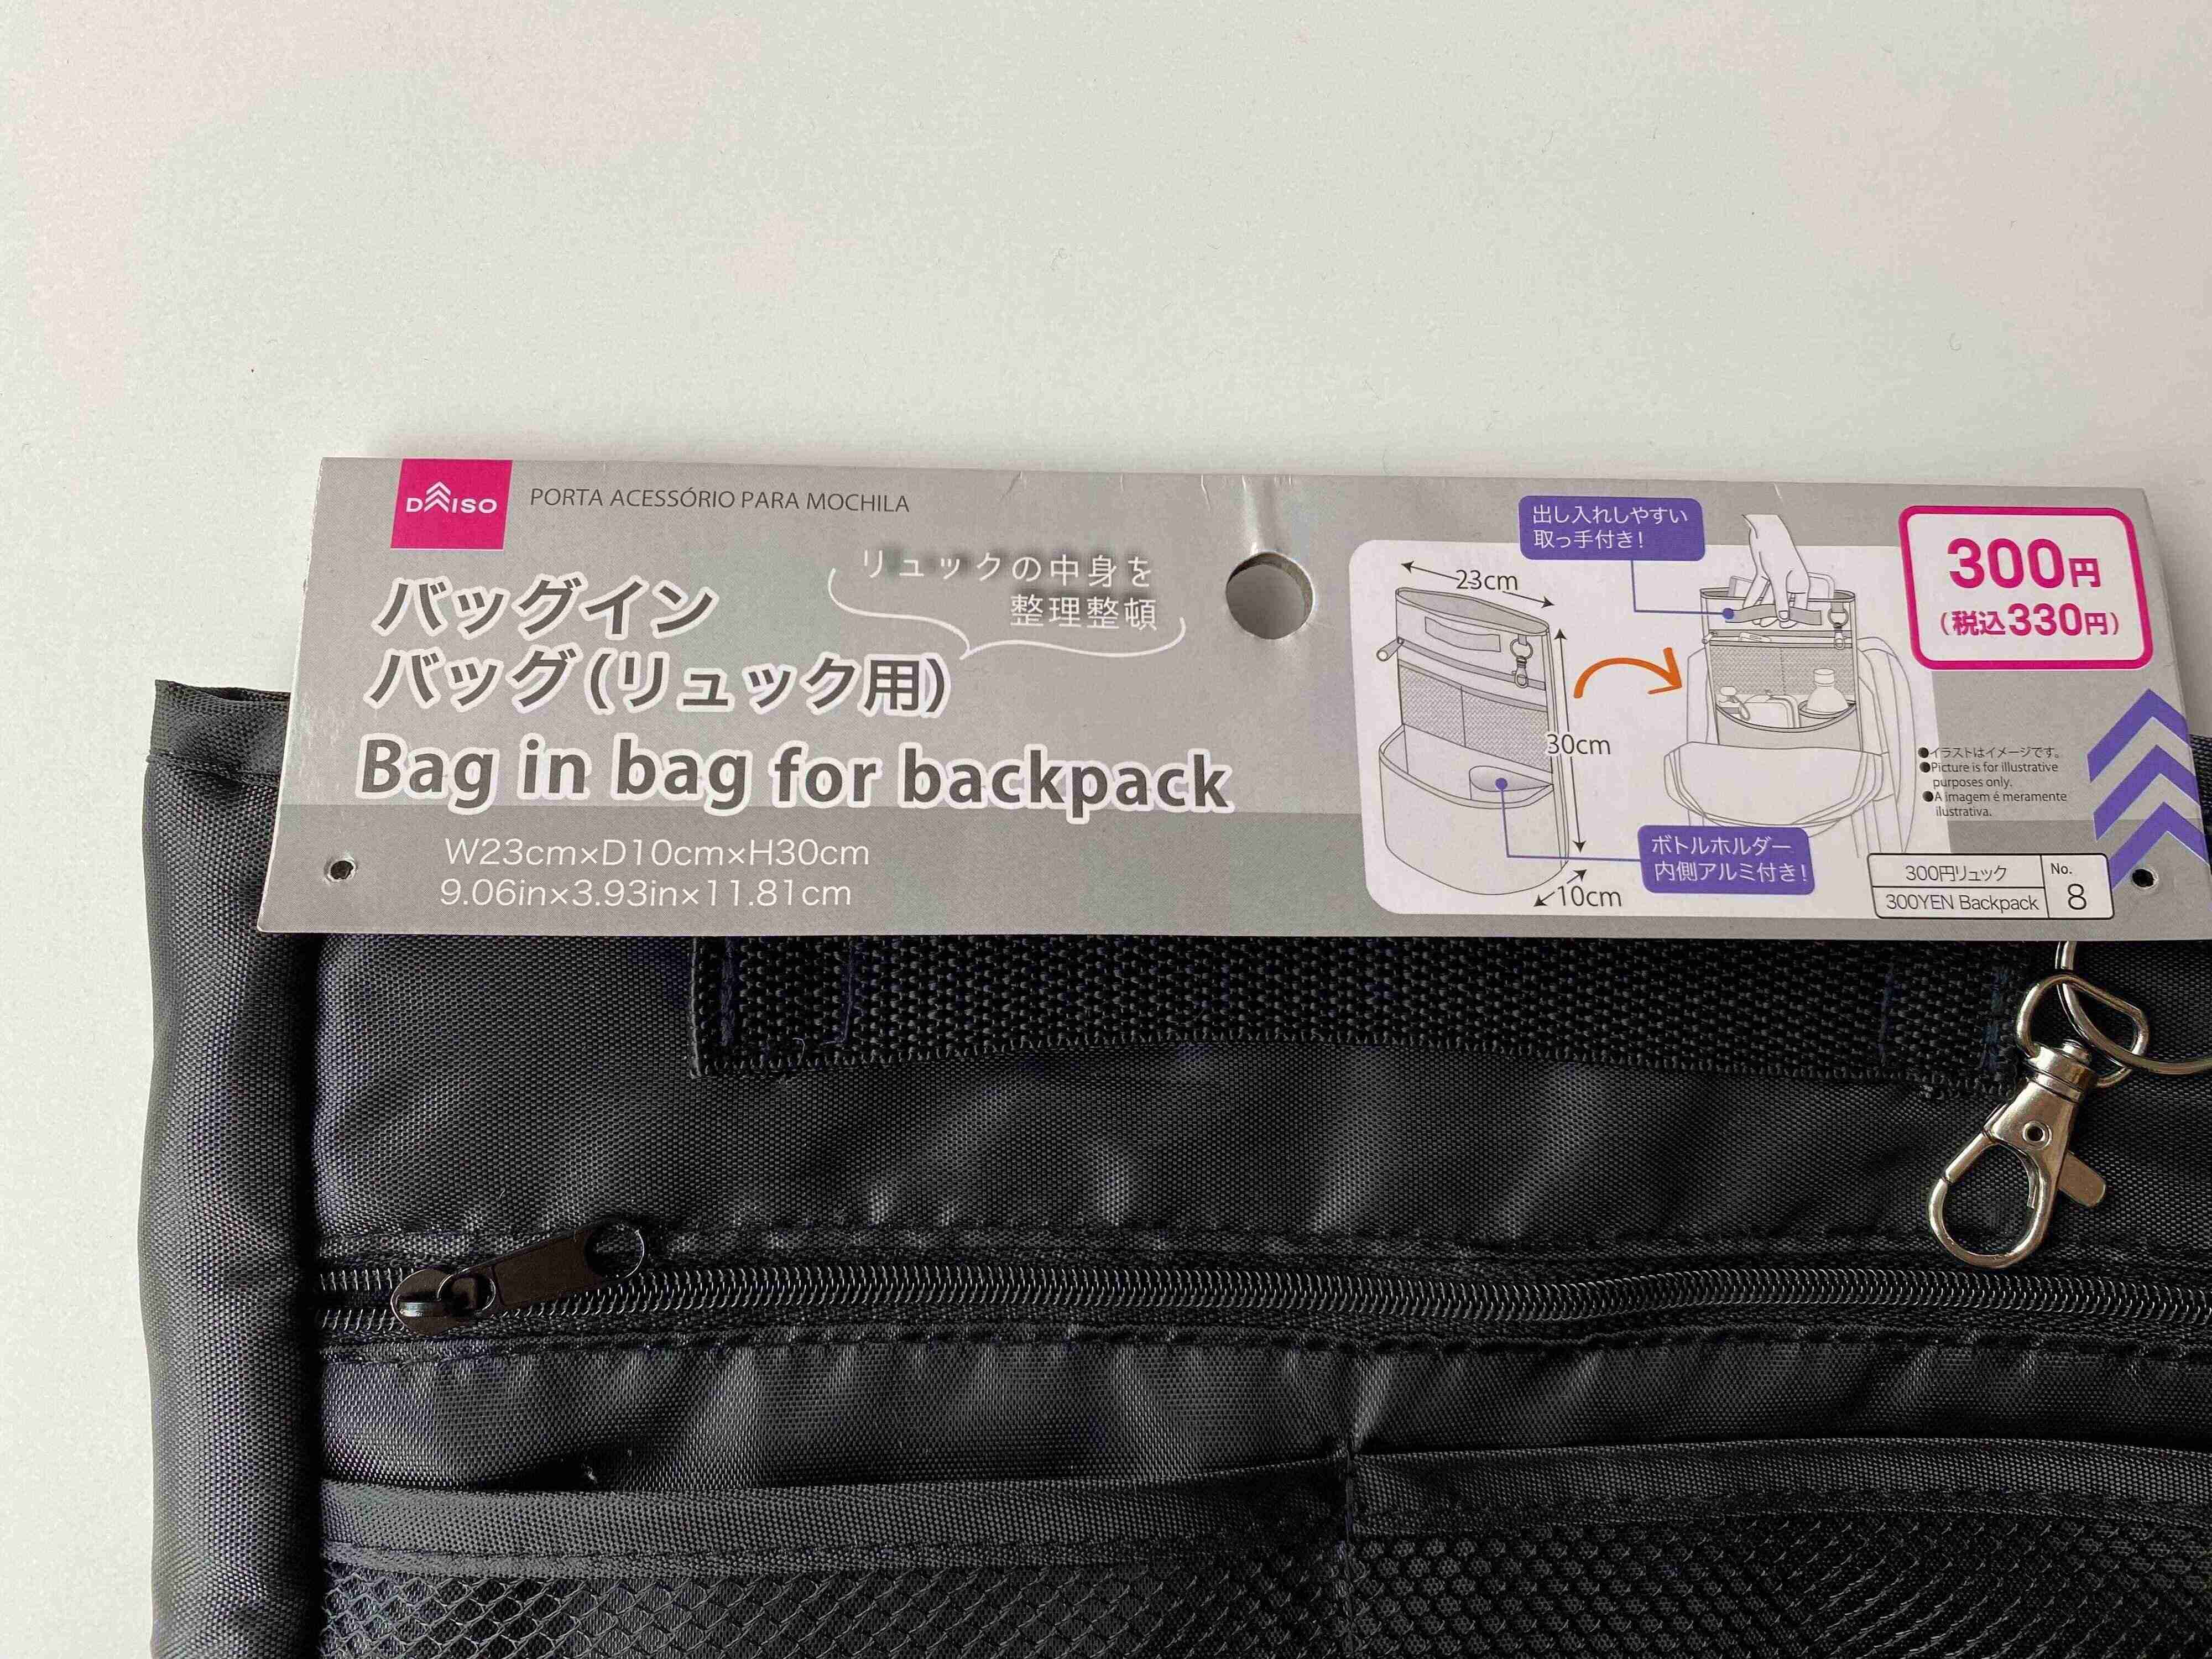 DAISO
PORTA ACESSÓRIO PARA MOCHILA
リュックの中身を
整理整頓
バッグイン
バッグ(リュック用)
Bag in bag for backpack
W23cm×D10cm×H30cm
9.06in×3.93in×11.81cm
出し入れしやすい
取っ手付き!
23cm
30cm
10cm
ボトルホルダー
内側アルミ付き!
300円
(税込330円)
●イラストはイメージです。
●Picture is for illustrative
purposes only.
●A imagem é meramente
ilustrativa.
300円リュック
300YEN Backpack
No.
8